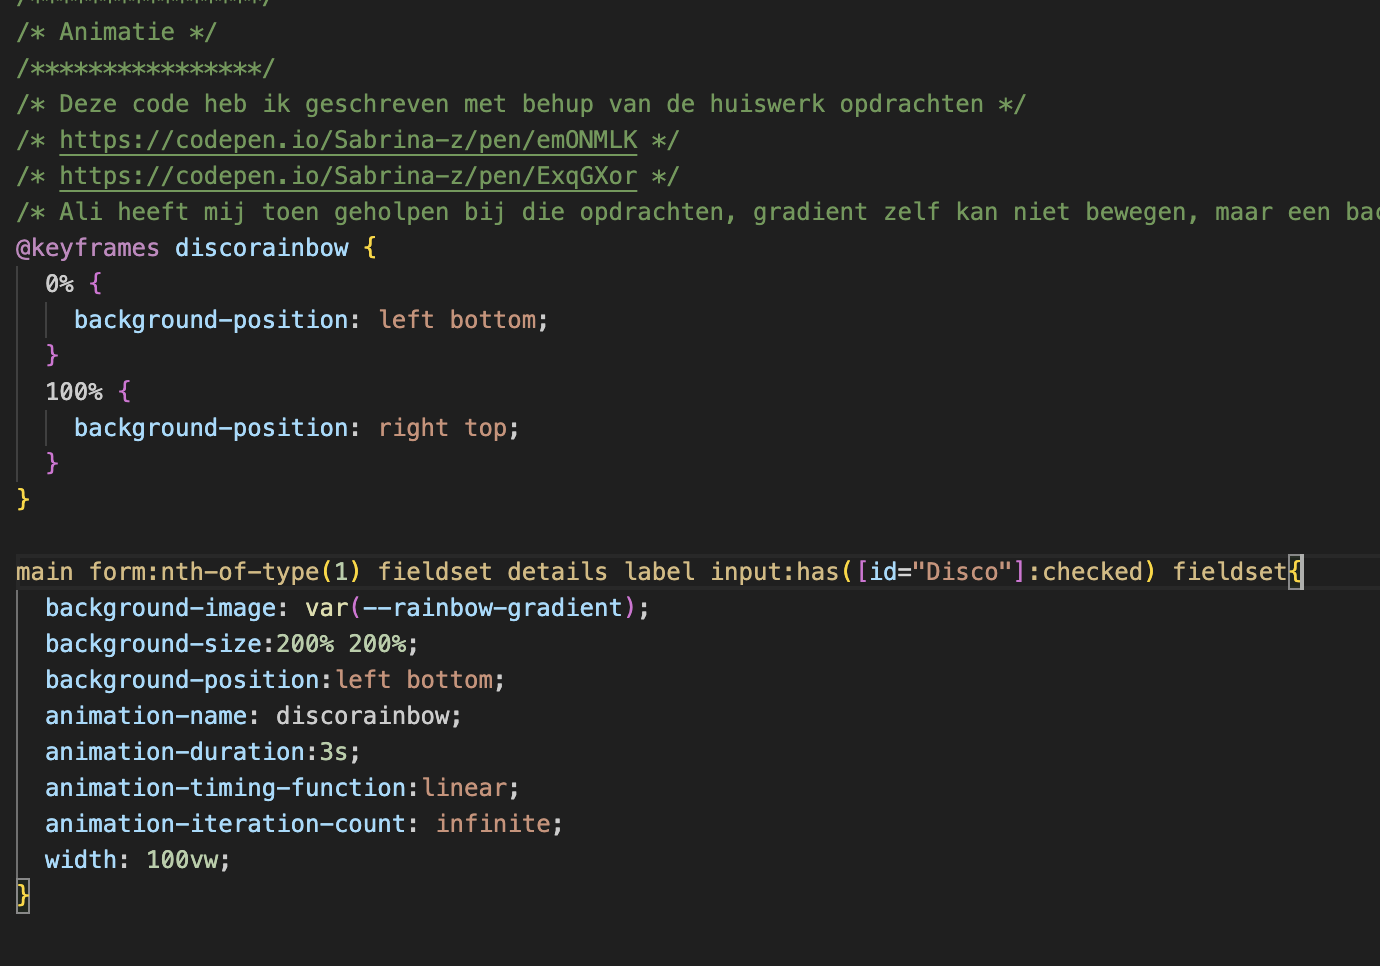 /* Animatie */
/****************/
/* Deze code heb ik geschreven met behup van de huiswerk opdrachten */
/* https://codepen.io/Sabrina-z/pen/emONMLK */
/* https://codepen.io/Sabrina-z/pen/ExqGXor */
/* Ali heeft mij toen geholpen bij die opdrachten, gradient zelf kan niet bewegen, maar een
@keyframes discorainbow {
0% {
background-position: left bottom;
}
100% {
background-position: right top;
}
}
main form:nth-of-type(1) fieldset details label input:has([id="Disco"]:checked) fieldset{
background-image: var(--rainbow-gradient);
background-size:200% 200%;
background-position:left bottom;
animation-name: discorainbow;
animation-duration:3s;
animation-timing-function:linear;
animation-iteration-count: infinite;
width: 100vw;
}